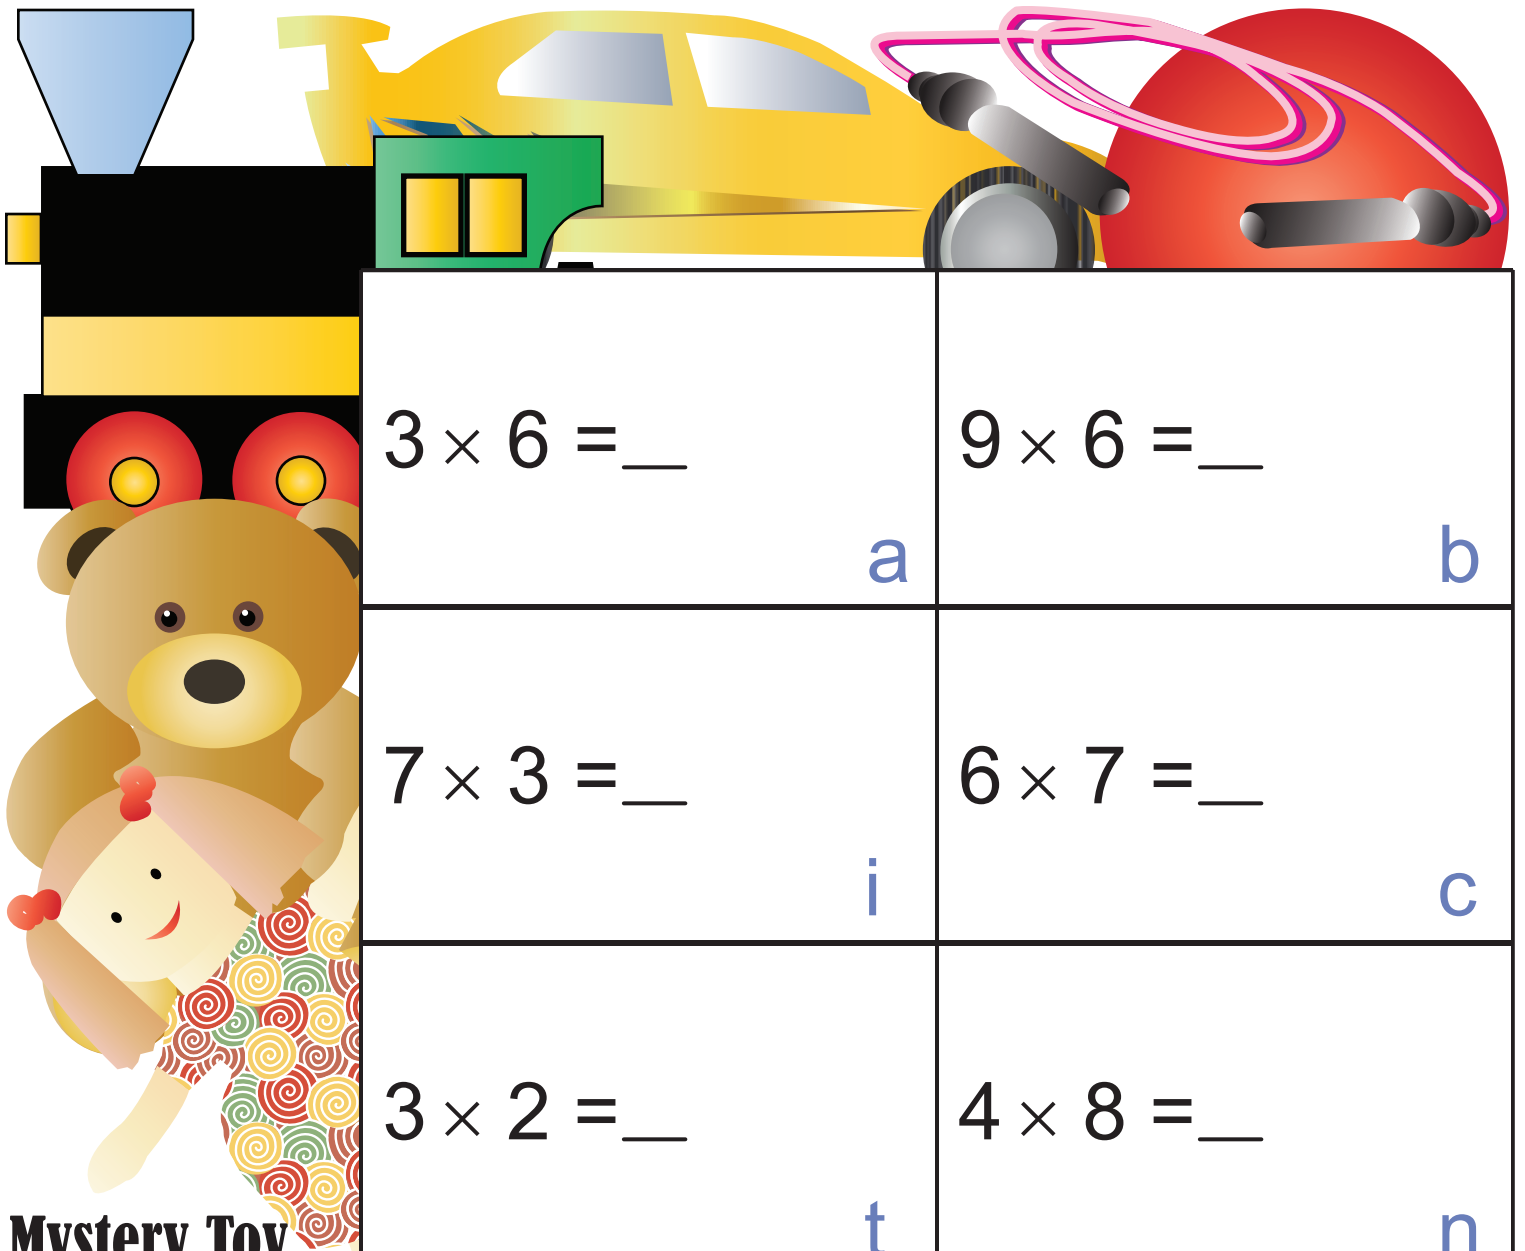 3 × 6 =__
a
9 × 6 =__
b
7 × 3 =__
i
6 × 7 =__
c
3 × 2 =__
t
4 × 8 =__
n
Mystery Toy